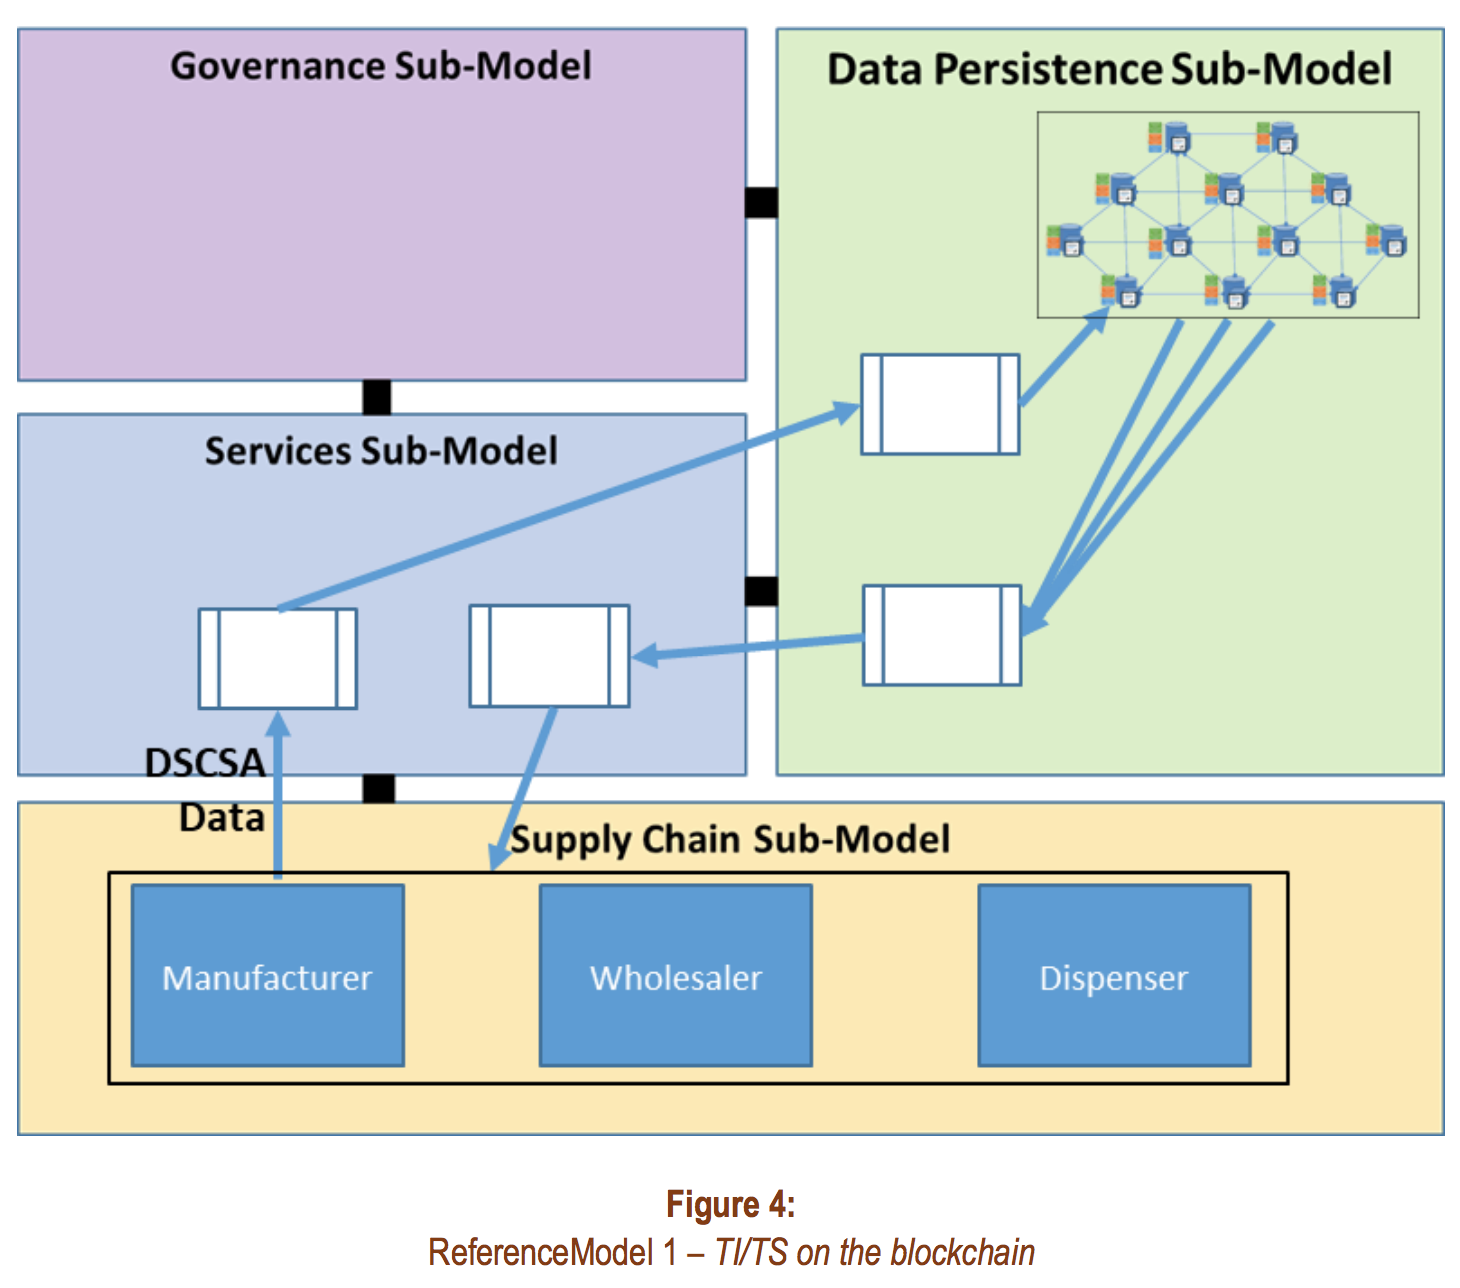 Governance Sub-Model
Data Persistence Sub-Model
Services Sub-Model
DSCSA
Data
Supply Chain Sub-Model
Manufacturer
Wholesaler
Dispenser
Figure 4:
ReferenceModel 1 – TI/TS on the blockchain